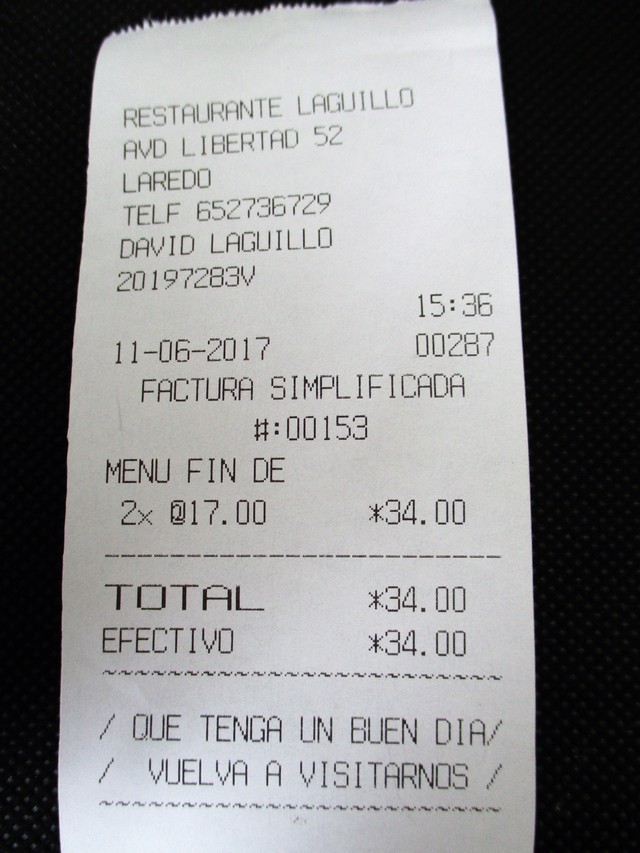 RESTAURANTE LAGUILLO
AVD LIBERTAD 52
LAREDO
TELF 652736729
DAVID LAGUILLO
20197283V
15:36
11-06-2017 00287
FACTURA SIMPLIFICADA
#:00153
MENU FIN DE
2x @17.00 *34.00
TOTAL *34.00
EFECTIVO *34.00
/ QUE TENGA UN BUEN DIA/
/ VUELVA A VISITARNOS /